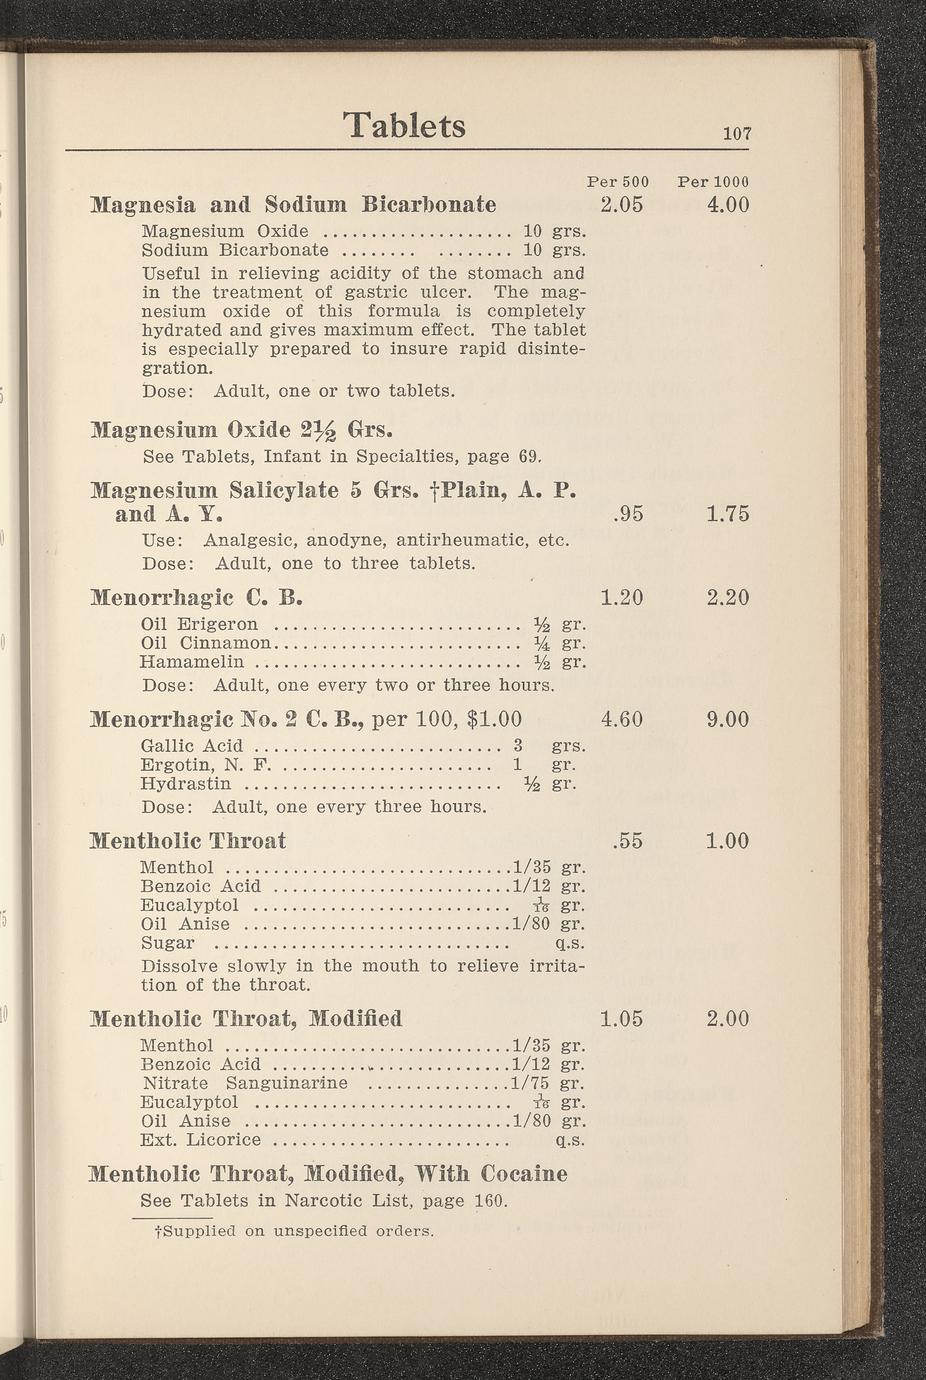 Tablets
107
Per 500 Per 1000
Magnesia and Sodium Bicarbonate 2.05 4.00
Magnesium Oxide ................... 10 grs.
Sodium Bicarbonate ........ ........ 10 grs.
Useful in relieving acidity of the stomach and
in the treatment of gastric ulcer. The mag-
nesium oxide of this formula is completely
hydrated and gives maximum effect. The tablet
is especially prepared to insure rapid disinte-
gration.
Dose: Adult, one or two tablets.
Magnesium Oxide 2½ Grs.
See Tablets, Infant in Specialties, page 69.
Magnesium Salicylate 5 Grs. †Plain, A. P.
and A. Y. .95 1.75
Use: Analgesic, anodyne, antirheumatic, etc.
Dose: Adult, one to three tablets.
Menorrhagic C. B. 1.20 2.20
Oil Erigeron ......................... ½ gr.
Oil Cinnamon......................... ¼ gr.
Hamamelin ........................... ½ gr.
Dose: Adult, one every two or three hours.
Menorrhagic No. 2 C. B., per 100, $1.00 4.60 9.00
Gallic Acid ......................... 3 grs.
Ergotin, N. F. ...................... 1 gr.
Hydrastin .......................... ½ gr.
Dose: Adult, one every three hours.
Mentholic Throat .55 1.00
Menthol .............................1/35 gr.
Benzoic Acid ........................1/12 gr.
Eucalyptol .......................... 1/16 gr.
Oil Anise ...........................1/80 gr.
Sugar .............................. q.s.
Dissolve slowly in the mouth to relieve irrita-
tion of the throat.
Mentholic Throat, Modified 1.05 2.00
Menthol .............................1/35 gr.
Benzoic Acid ........................1/12 gr.
Nitrate Sanguinarine ..............1/75 gr.
Eucalyptol .......................... 1/16 gr.
Oil Anise ...........................1/80 gr.
Ext. Licorice ........................ q.s.
Mentholic Throat, Modified, With Cocaine
See Tablets in Narcotic List, page 160.
†Supplied on unspecified orders.